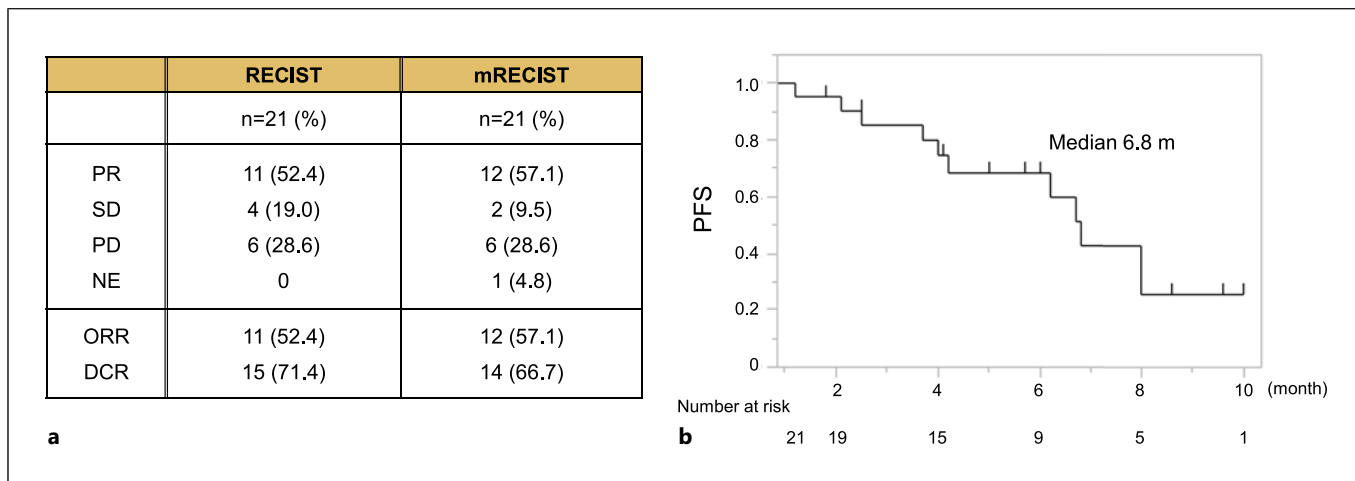 RECIST mRECIST
n=21 (%) n=21 (%)
PR 11 (52.4) 12 (57.1)
SD 4 (19.0) 2 (9.5)
PD 6 (28.6) 6 (28.6)
NE 0 1 (4.8)
ORR 11 (52.4) 12 (57.1)
DCR 15 (71.4) 14 (66.7)
a
PFS
1.0
0.8
0.6
0.4
0.2
0
Median 6.8 m
2 4 6 8 10 (month)
Number at risk
21 19 15 9 5 1
b